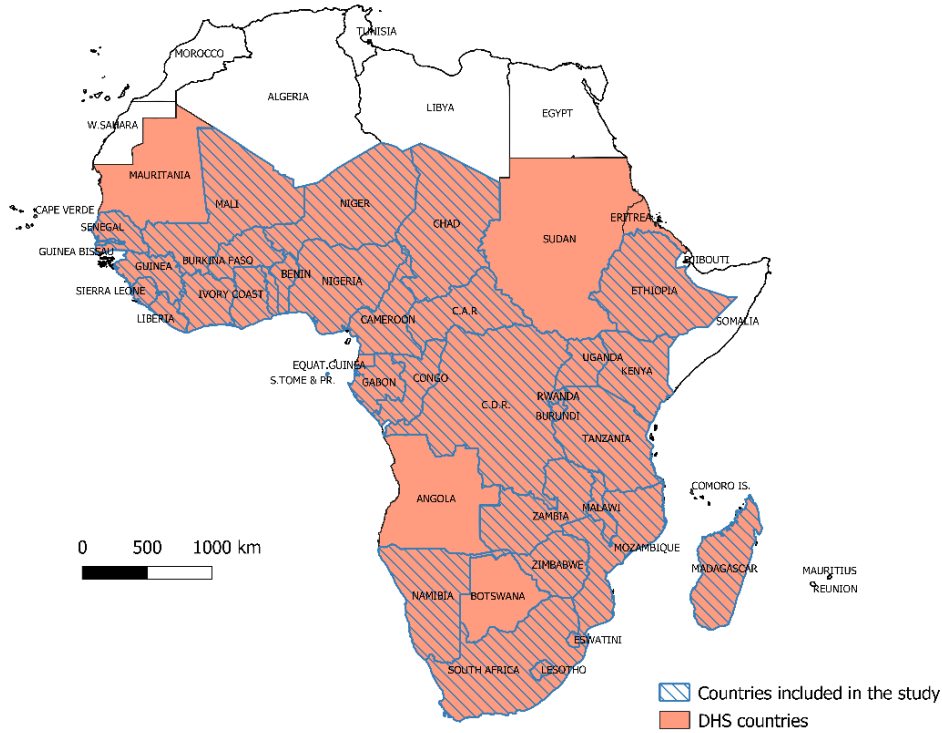 TUNISIA
MOROCCO
ALGERIA
LIBYA
EGYPT
W.SAHARA
MAURITANIA
MALI
NIGER
CHAD
CAPE VERDE
SENEGAL
SUDAN
ERITREA
GUINEA BISSAU
GUINEA
BURKINA FASO
BENIN
NIGERIA
DJIBOUTI
SIERRA LEONE
IVORY COAST
ETHIOPIA
LIBERIA
CAMEROON
C.A.R
SOMALIA
EQUAT.GUINEA
S.TOME & PR.
GABON
CONGO
UGANDA
KENYA
C.D.R.
RWANDA
BURUNDI
TANZANIA
ANGOLA
COMORO IS.
ZAMBIA
MALAWI
MOZAMBIQUE
0 500 1000 km
ZIMBABWE
MADAGASCAR
MAURITIUS
REUNION
NAMIBIA
BOTSWANA
ESWATINI
SOUTH AFRICA
LESOTHO
Countries included in the study
DHS countries